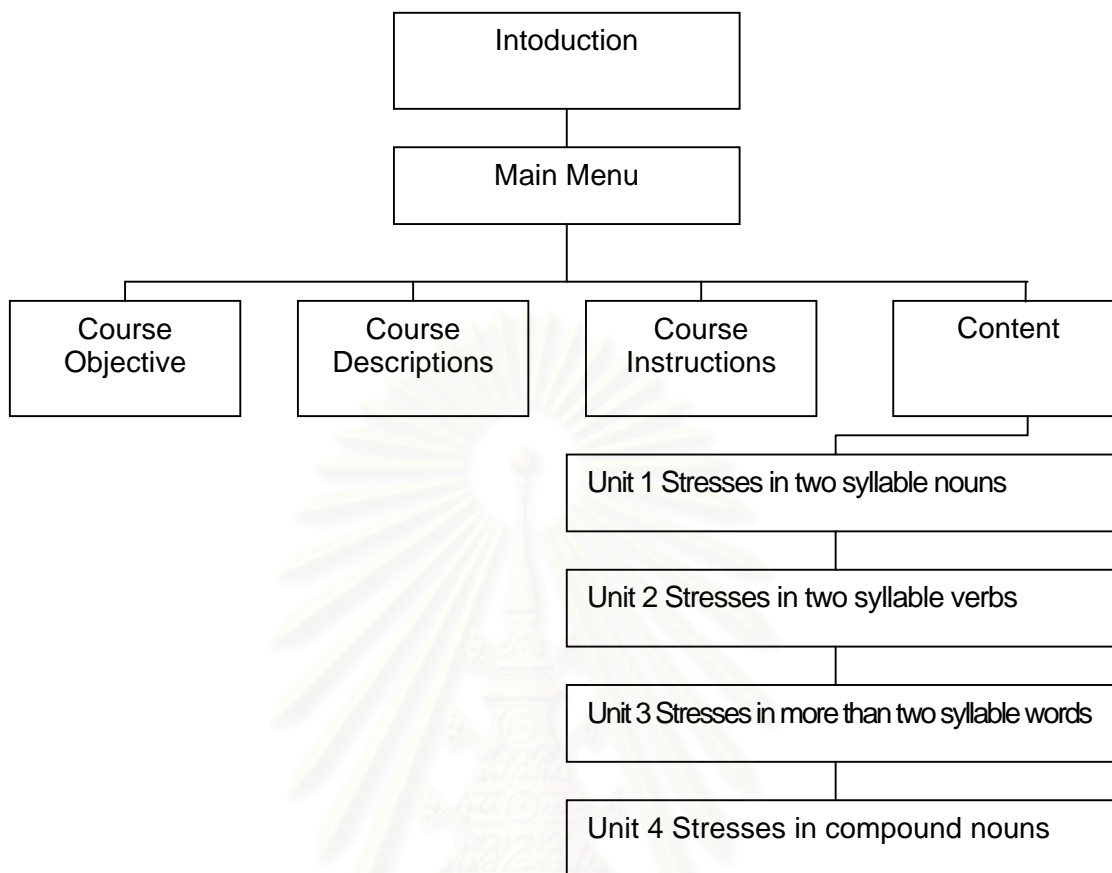 Intoduction
Main Menu
Course
Objective
Course
Descriptions
Course
Instructions
Content
Unit 1 Stresses in two syllable nouns
Unit 2 Stresses in two syllable verbs
Unit 3 Stresses in more than two syllable words
Unit 4 Stresses in compound nouns